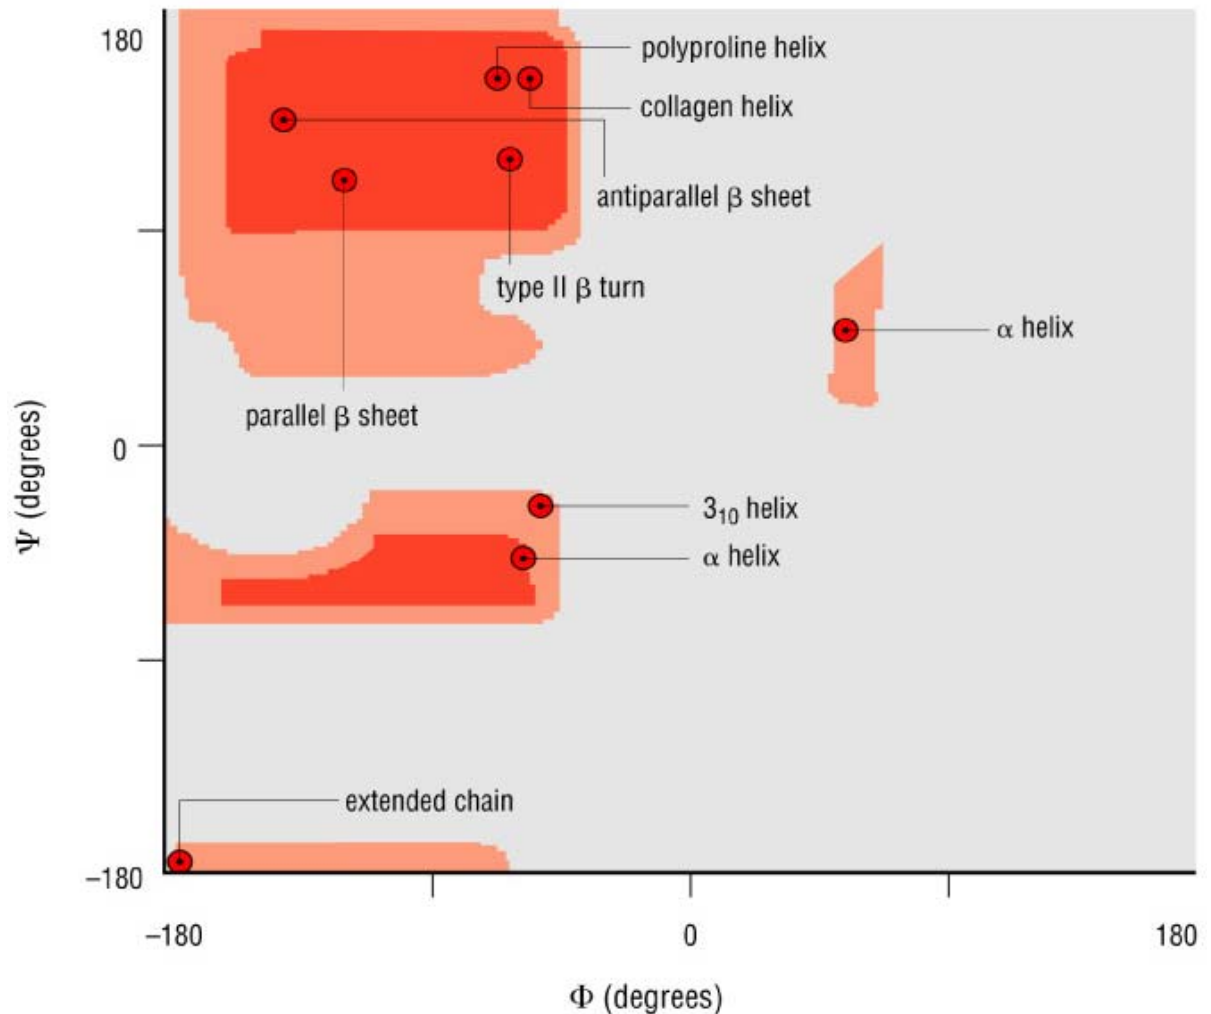 180
polyproline helix
collagen helix
antiparallel β sheet
type II β turn
α helix
parallel β sheet
0
3₁₀ helix
α helix
Ψ (degrees)
extended chain
–180
–180
0
180
Φ (degrees)